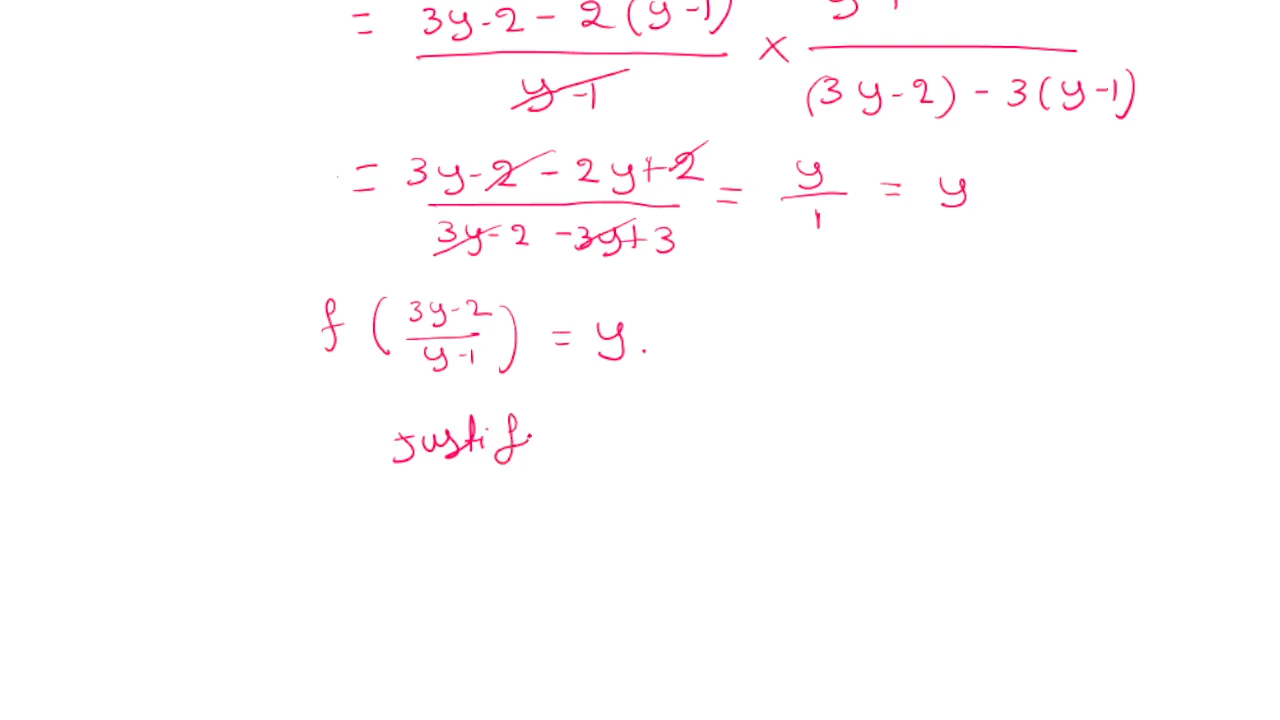 = 3y-2-2(y-1) / y-1 × y-1 / (3y-2)-3(y-1)
= 3y-2-2y+2 / 3y-2-3y+3 = y/1 = y
f(3y-2 / y-1) = y.
Justif.